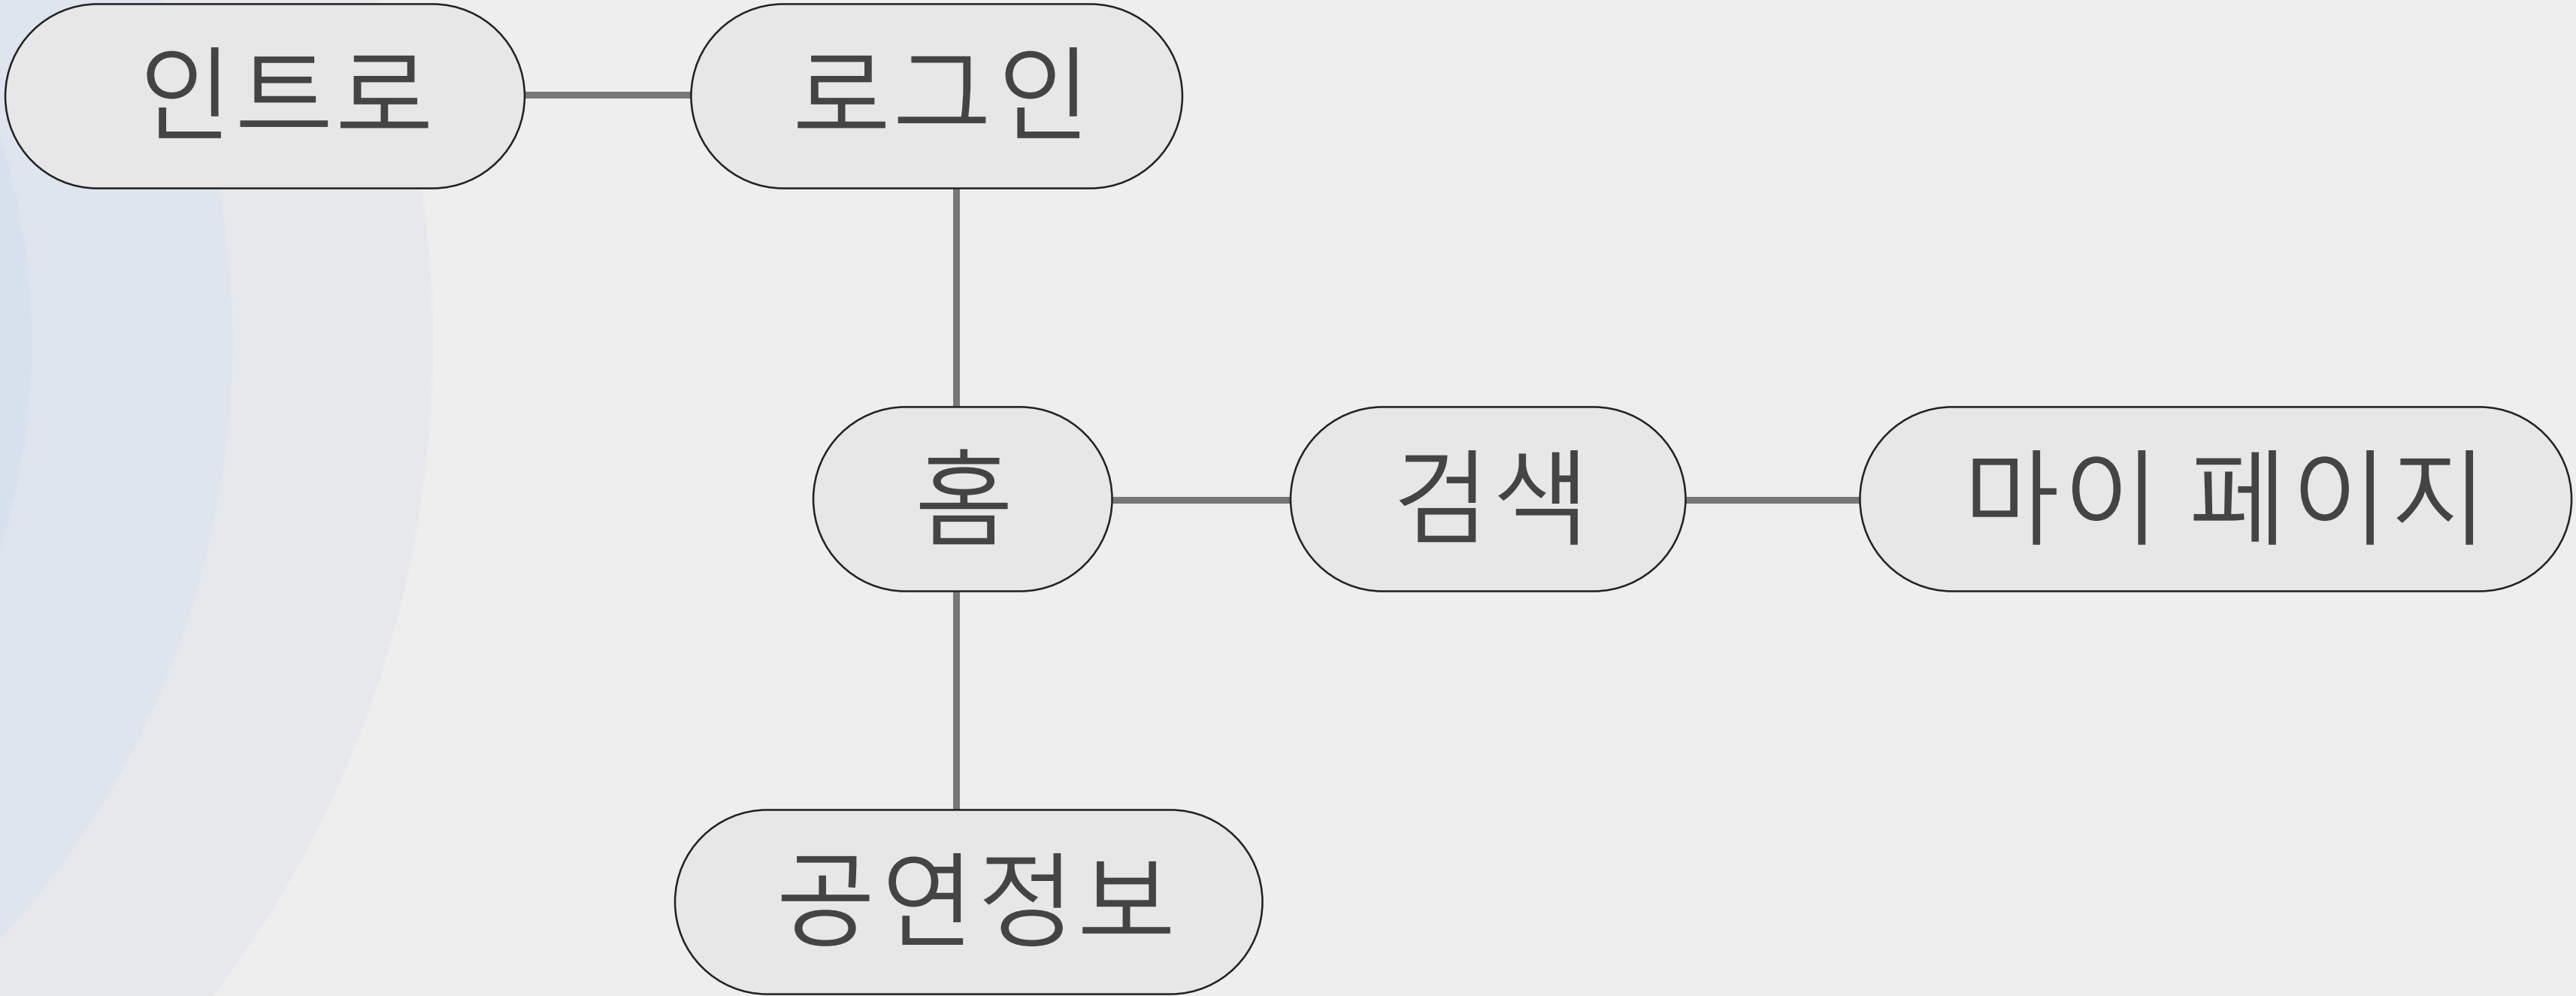 인트로
로그인
홈
검색
마이 페이지
공연정보